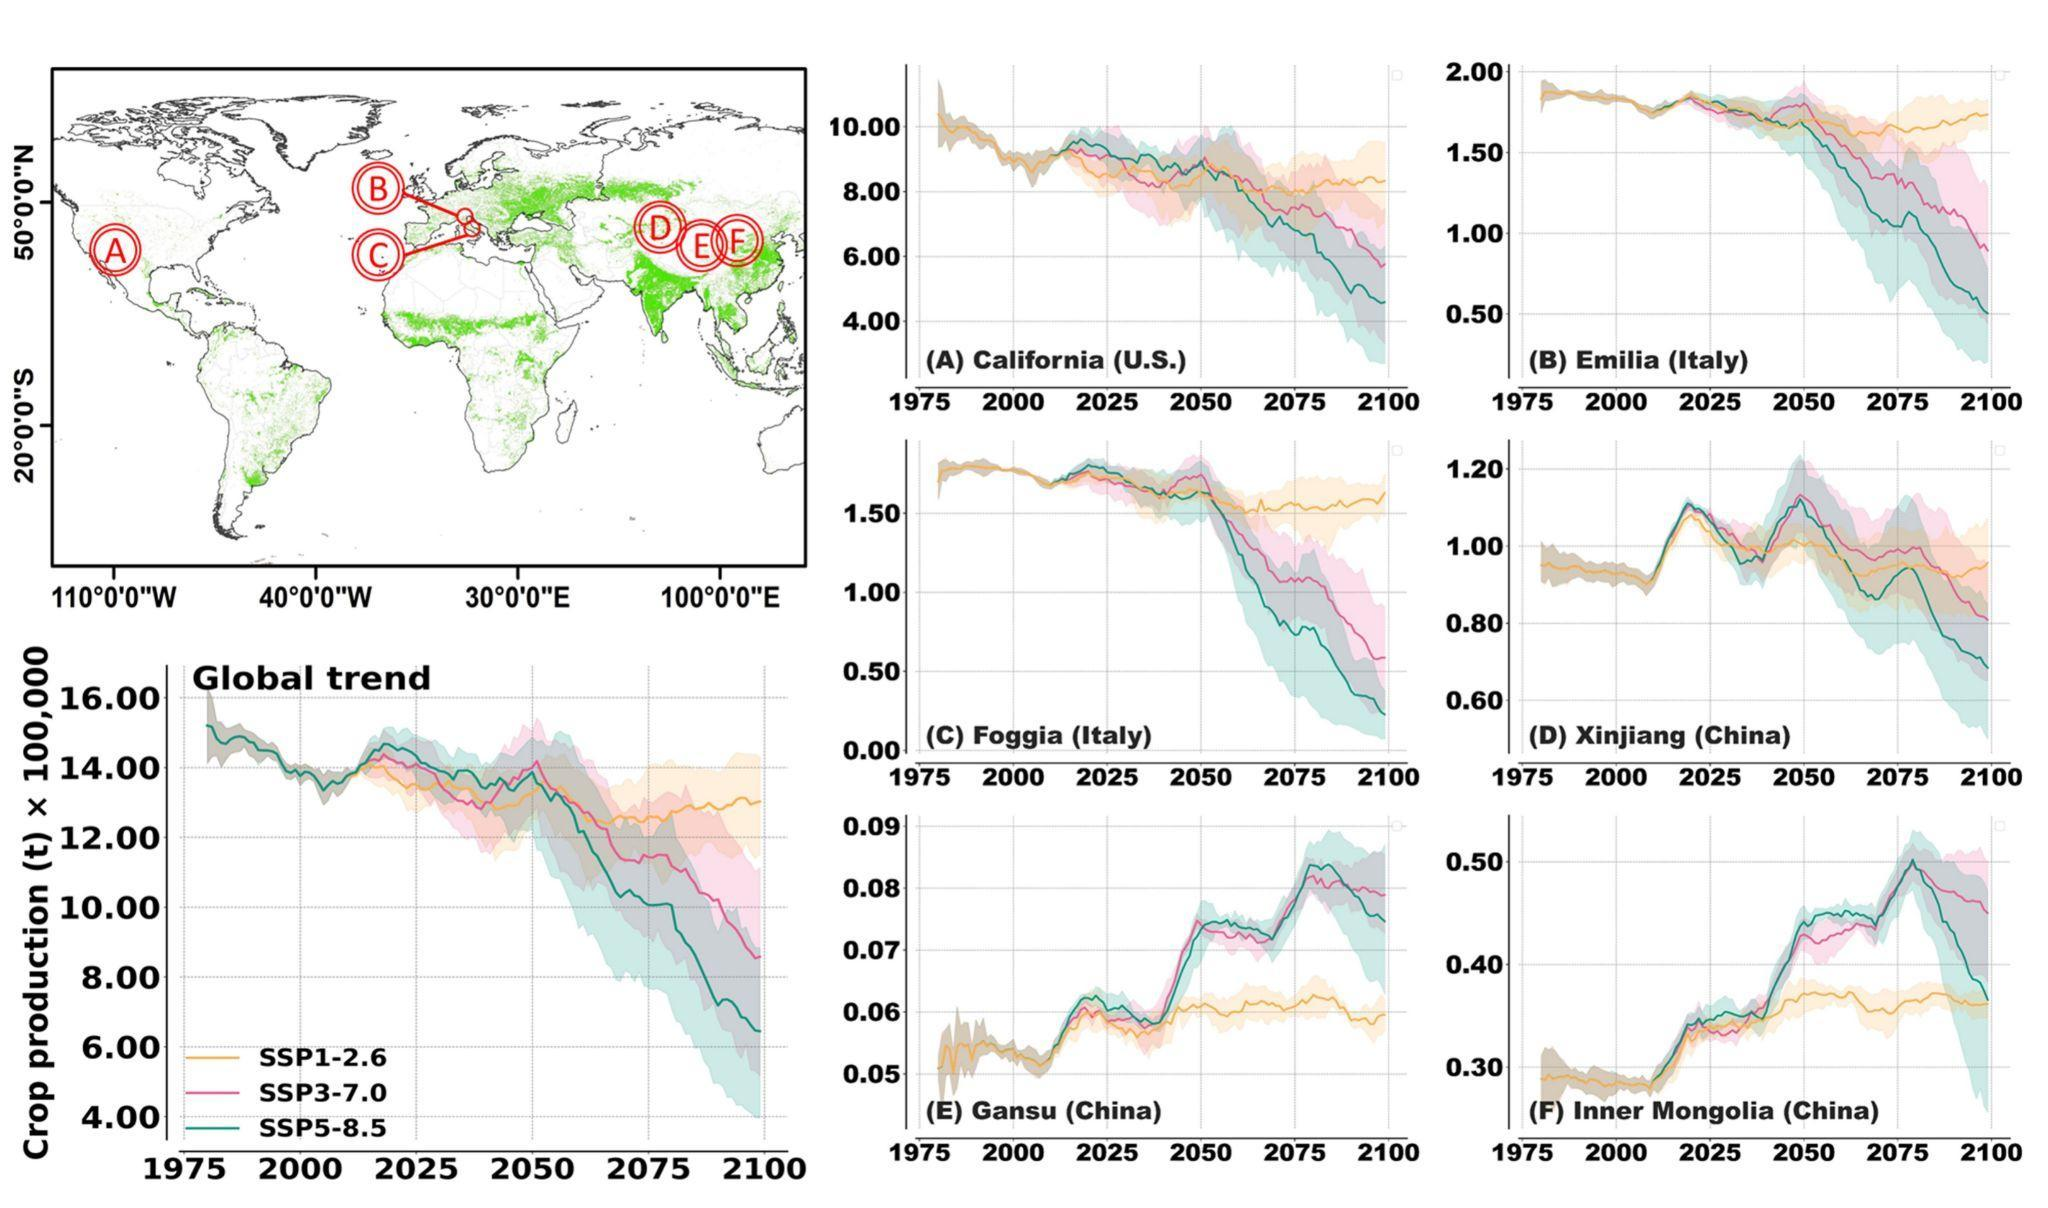 50°0'0"N
20°0'0"S
110°0'0"W 40°0'0"W 30°0'0"E 100°0'0"E
A
B
C
D
E
F
10.00
8.00
6.00
4.00
(A) California (U.S.)
1975 2000 2025 2050 2075 2100
2.00
1.50
1.00
0.50
(B) Emilia (Italy)
1975 2000 2025 2050 2075 2100
1.50
1.00
0.50
0.00
(C) Foggia (Italy)
1975 2000 2025 2050 2075 2100
1.20
1.00
0.80
0.60
(D) Xinjiang (China)
1975 2000 2025 2050 2075 2100
Crop production (t) × 100,000
Global trend
16.00
14.00
12.00
10.00
8.00
6.00
4.00
SSP1-2.6
SSP3-7.0
SSP5-8.5
1975 2000 2025 2050 2075 2100
0.09
0.08
0.07
0.06
0.05
(E) Gansu (China)
1975 2000 2025 2050 2075 2100
0.50
0.40
0.30
(F) Inner Mongolia (China)
1975 2000 2025 2050 2075 2100